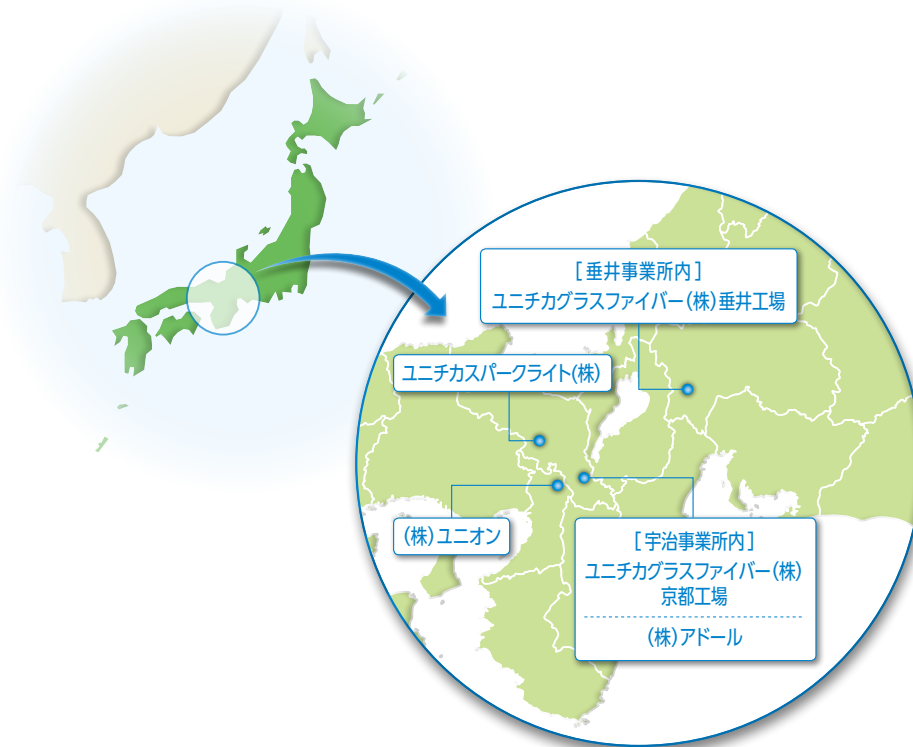 [垂井事業所内]
ユニチカグラスファイバー(株)垂井工場
ユニチカスパークライト(株)
(株)ユニオン
[宇治事業所内]
ユニチカグラスファイバー(株)
京都工場
(株)アドール